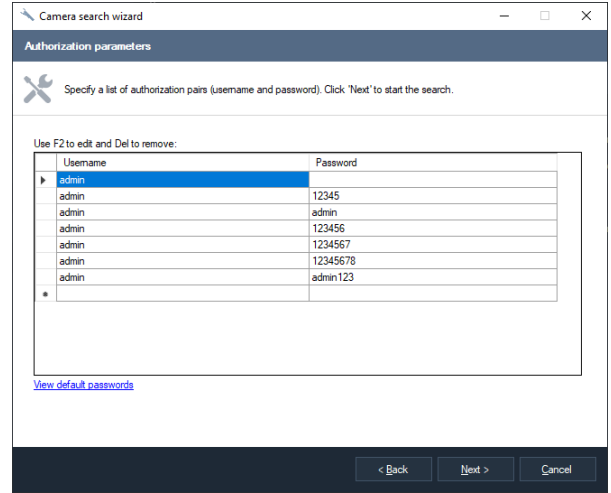 Camera search wizard
Authorization parameters
Specify a list of authorization pairs (username and password). Click 'Next' to start the search.
Use F2 to edit and Del to remove:
Username Password
admin
admin 12345
admin admin
admin 123456
admin 1234567
admin 12345678
admin admin123
View default passwords
< Back Next > Cancel